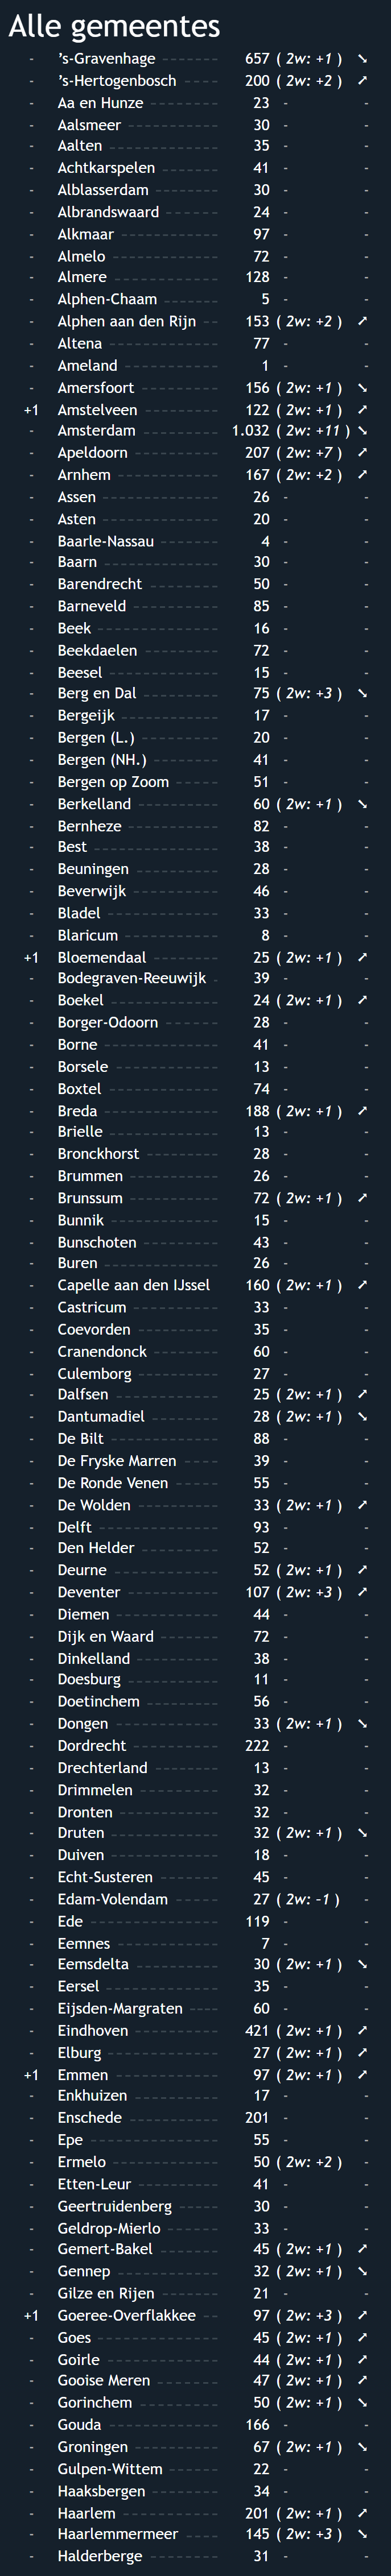 Alle gemeentes
- 's-Gravenhage 657 ( 2w: +1 ) ➘
- 's-Hertogenbosch 200 ( 2w: +2 ) ➚
- Aa en Hunze 23 - -
- Aalsmeer 30 - -
- Aalten 35 - -
- Achtkarspelen 41 - -
- Alblasserdam 30 - -
- Albrandswaard 24 - -
- Alkmaar 97 - -
- Almelo 72 - -
- Almere 128 - -
- Alphen-Chaam 5 - -
- Alphen aan den Rijn 153 ( 2w: +2 ) ➚
- Altena 77 - -
- Ameland 1 - -
- Amersfoort 156 ( 2w: +1 ) ➘
+1 Amstelveen 122 ( 2w: +1 ) ➚
- Amsterdam 1.032 ( 2w: +11 ) ➘
- Apeldoorn 207 ( 2w: +7 ) ➚
- Arnhem 167 ( 2w: +2 ) ➚
- Assen 26 - -
- Asten 20 - -
- Baarle-Nassau 4 - -
- Baarn 30 - -
- Barendrecht 50 - -
- Barneveld 85 - -
- Beek 16 - -
- Beekdaelen 72 - -
- Beesel 15 - -
- Berg en Dal 75 ( 2w: +3 ) ➘
- Bergeijk 17 - -
- Bergen (L.) 20 - -
- Bergen (NH.) 41 - -
- Bergen op Zoom 51 - -
- Berkelland 60 ( 2w: +1 ) ➘
- Bernheze 82 - -
- Best 38 - -
- Beuningen 28 - -
- Beverwijk 46 - -
- Bladel 33 - -
- Blaricum 8 - -
+1 Bloemendaal 25 ( 2w: +1 ) ➚
- Bodegraven-Reeuwijk 39 - -
- Boekel 24 ( 2w: +1 ) ➚
- Borger-Odoorn 28 - -
- Borne 41 - -
- Borsele 13 - -
- Boxtel 74 - -
- Breda 188 ( 2w: +1 ) ➚
- Brielle 13 - -
- Bronckhorst 28 - -
- Brummen 26 - -
- Brunssum 72 ( 2w: +1 ) ➚
- Bunnik 15 - -
- Bunschoten 43 - -
- Buren 26 - -
- Capelle aan den IJssel 160 ( 2w: +1 ) ➚
- Castricum 33 - -
- Coevorden 35 - -
- Cranendonck 60 - -
- Culemborg 27 - -
- Dalfsen 25 ( 2w: +1 ) ➚
- Dantumadiel 28 ( 2w: +1 ) ➘
- De Bilt 88 - -
- De Fryske Marren 39 - -
- De Ronde Venen 55 - -
- De Wolden 33 ( 2w: +1 ) ➚
- Delft 93 - -
- Den Helder 52 - -
- Deurne 52 ( 2w: +1 ) ➚
- Deventer 107 ( 2w: +3 ) ➚
- Diemen 44 - -
- Dijk en Waard 72 - -
- Dinkelland 38 - -
- Doesburg 11 - -
- Doetinchem 56 - -
- Dongen 33 ( 2w: +1 ) ➘
- Dordrecht 222 - -
- Drechterland 13 - -
- Drimmelen 32 - -
- Dronten 32 - -
- Druten 32 ( 2w: +1 ) ➘
- Duiven 18 - -
- Echt-Susteren 45 - -
- Edam-Volendam 27 ( 2w: -1 ) -
- Ede 119 - -
- Eemnes 7 - -
- Eemsdelta 30 ( 2w: +1 ) ➘
- Eersel 35 - -
- Eijsden-Margraten 60 - -
- Eindhoven 421 ( 2w: +1 ) ➚
- Elburg 27 ( 2w: +1 ) ➚
+1 Emmen 97 ( 2w: +1 ) ➚
- Enkhuizen 17 - -
- Enschede 201 - -
- Epe 55 - -
- Ermelo 50 ( 2w: +2 ) -
- Etten-Leur 41 - -
- Geertruidenberg 30 - -
- Geldrop-Mierlo 33 - -
- Gemert-Bakel 45 ( 2w: +1 ) ➚
- Gennep 32 ( 2w: +1 ) ➘
- Gilze en Rijen 21 - -
+1 Goeree-Overflakkee 97 ( 2w: +3 ) ➚
- Goes 45 ( 2w: +1 ) ➚
- Goirle 44 ( 2w: +1 ) ➚
- Gooise Meren 47 ( 2w: +1 ) ➚
- Gorinchem 50 ( 2w: +1 ) ➘
- Gouda 166 - -
- Groningen 67 ( 2w: +1 ) ➘
- Gulpen-Wittem 22 - -
- Haaksbergen 34 - -
- Haarlem 201 ( 2w: +1 ) ➚
- Haarlemmermeer 145 ( 2w: +3 ) ➘
- Halderberge 31 - -